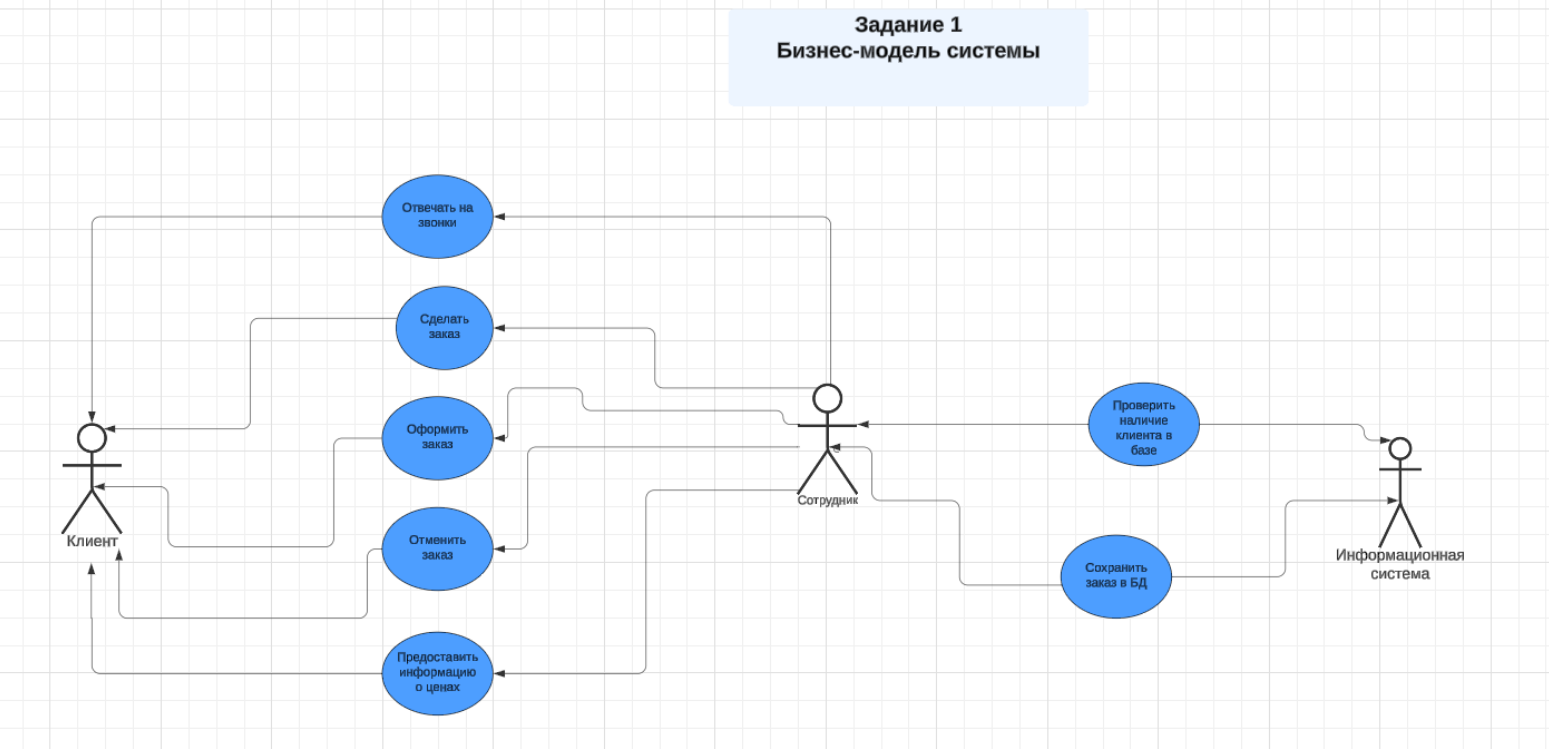 Задание 1
Бизнес-модель системы
Отвечать на
звонки
Сделать
заказ
Оформить
заказ
Отменить
заказ
Предоставить
информацию
о ценах
Клиент
Сотрудник
Проверить
наличие
клиента в
базе
Сохранить
заказ в БД
Информационная
система